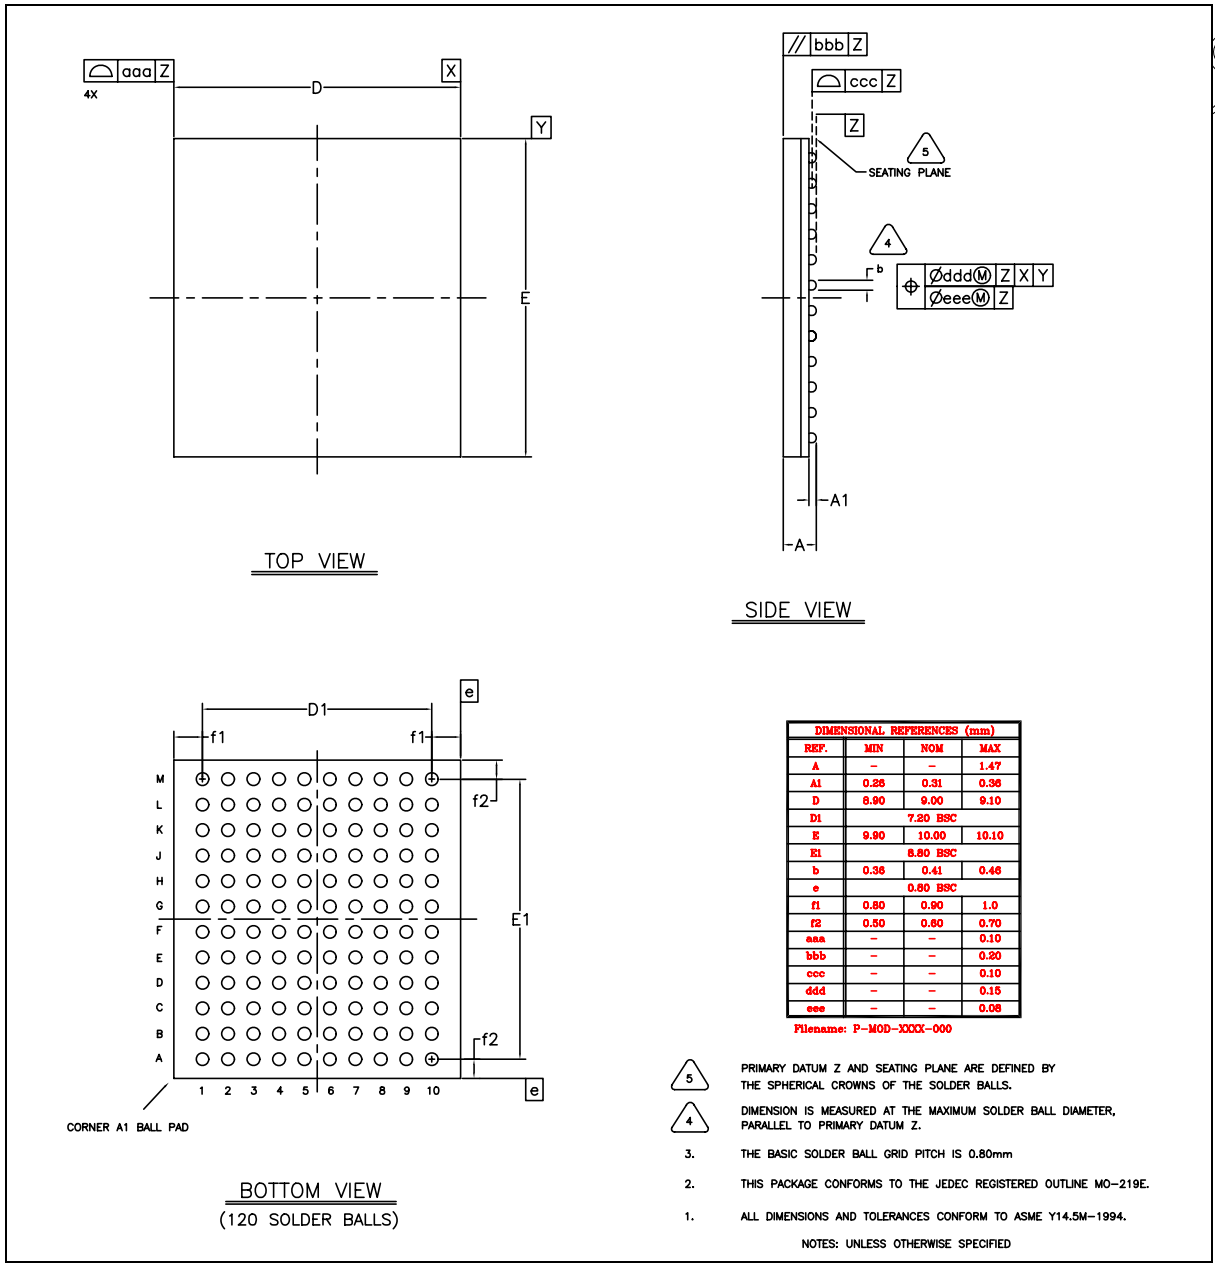 ⌓ aaa Z
4X
D
X
Y
E
TOP VIEW
// bbb Z
⌓ ccc Z
Z
5
SEATING PLANE
4
b
⌖ Øddd Ⓜ Z X Y
Øeee Ⓜ Z
A1
A
SIDE VIEW
e
D1
f1 f1
f2
M
L
K
J
H
G
F
E
D
C
B
A
E1
f2
1 2 3 4 5 6 7 8 9 10
e
CORNER A1 BALL PAD
BOTTOM VIEW
(120 SOLDER BALLS)
DIMENSIONAL REFERENCES (mm)
REF. MIN NOM MAX
A – – 1.47
A1 0.26 0.31 0.36
D 8.90 9.00 9.10
D1 7.20 BSC
E 9.90 10.00 10.10
E1 8.80 BSC
b 0.36 0.41 0.46
e 0.80 BSC
f1 0.80 0.90 1.0
f2 0.50 0.60 0.70
aaa – – 0.10
bbb – – 0.20
ccc – – 0.10
ddd – – 0.15
eee – – 0.08
Filename: P-MOD-XXXX-000
5 PRIMARY DATUM Z AND SEATING PLANE ARE DEFINED BY
THE SPHERICAL CROWNS OF THE SOLDER BALLS.
4 DIMENSION IS MEASURED AT THE MAXIMUM SOLDER BALL DIAMETER,
PARALLEL TO PRIMARY DATUM Z.
3. THE BASIC SOLDER BALL GRID PITCH IS 0.80mm
2. THIS PACKAGE CONFORMS TO THE JEDEC REGISTERED OUTLINE MO-219E.
1. ALL DIMENSIONS AND TOLERANCES CONFORM TO ASME Y14.5M-1994.
NOTES: UNLESS OTHERWISE SPECIFIED